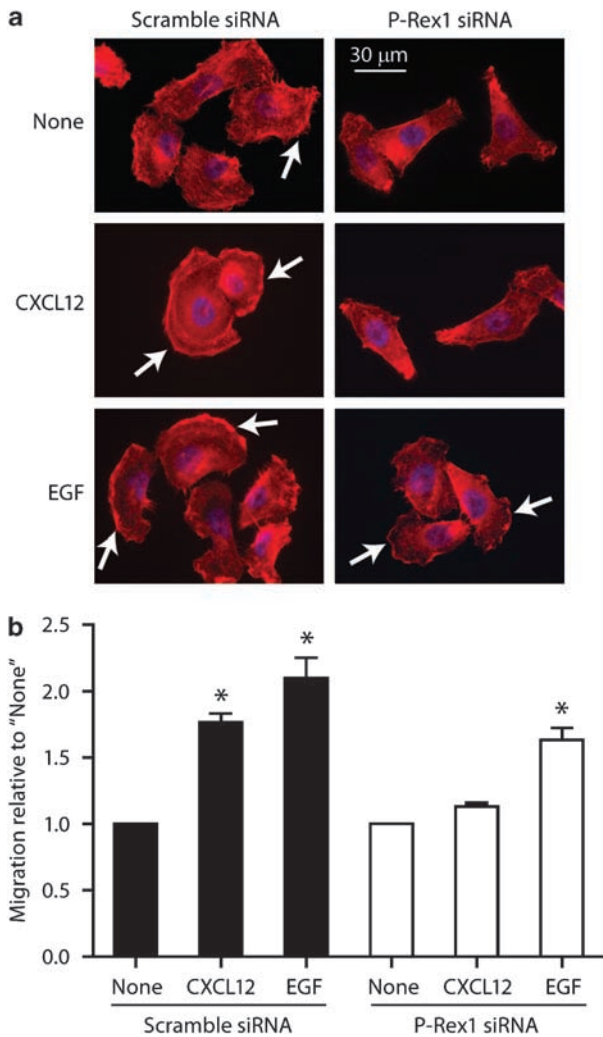 a
Scramble siRNA
P-Rex1 siRNA
None
30 μm
CXCL12
EGF
b
Migration relative to “None”
2.5
2.0
1.5
1.0
0.5
0.0
*
*
*
None CXCL12 EGF None CXCL12 EGF
Scramble siRNA P-Rex1 siRNA